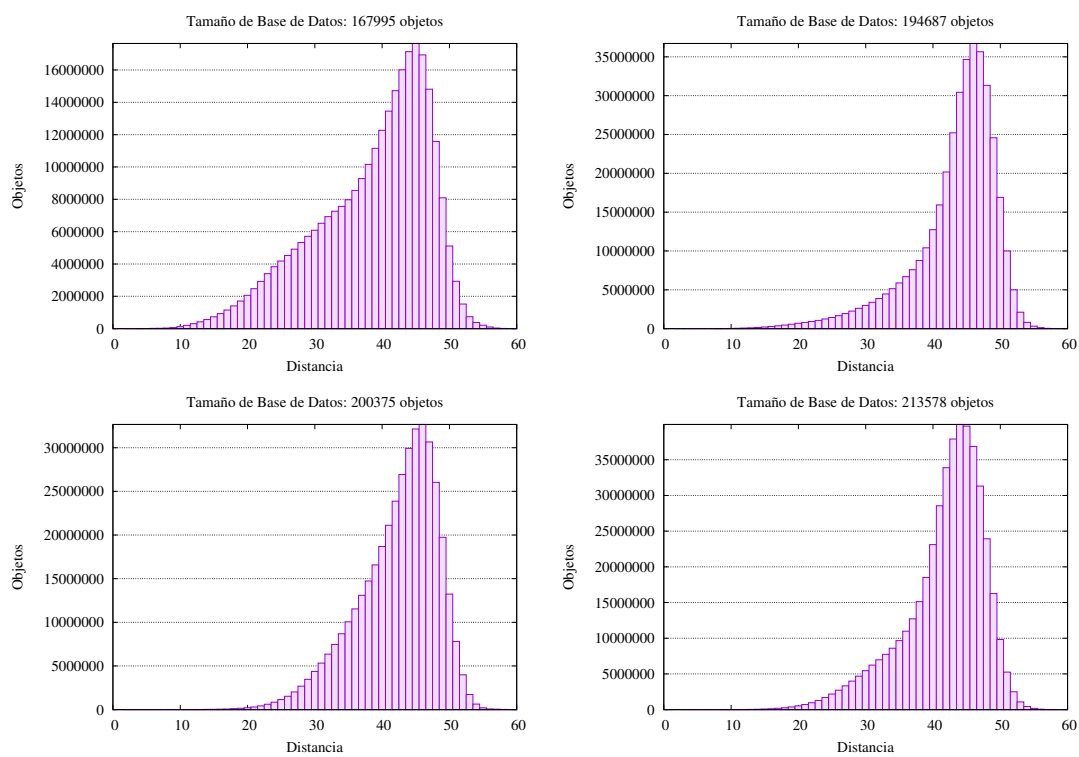 Tamaño de Base de Datos: 167995 objetos
16000000
14000000
12000000
10000000
8000000
6000000
4000000
2000000
0
Objetos
0 10 20 30 40 50 60
Distancia
Tamaño de Base de Datos: 194687 objetos
35000000
30000000
25000000
20000000
15000000
10000000
5000000
0
Objetos
0 10 20 30 40 50 60
Distancia
Tamaño de Base de Datos: 200375 objetos
30000000
25000000
20000000
15000000
10000000
5000000
0
Objetos
0 10 20 30 40 50 60
Distancia
Tamaño de Base de Datos: 213578 objetos
35000000
30000000
25000000
20000000
15000000
10000000
5000000
0
Objetos
0 10 20 30 40 50 60
Distancia